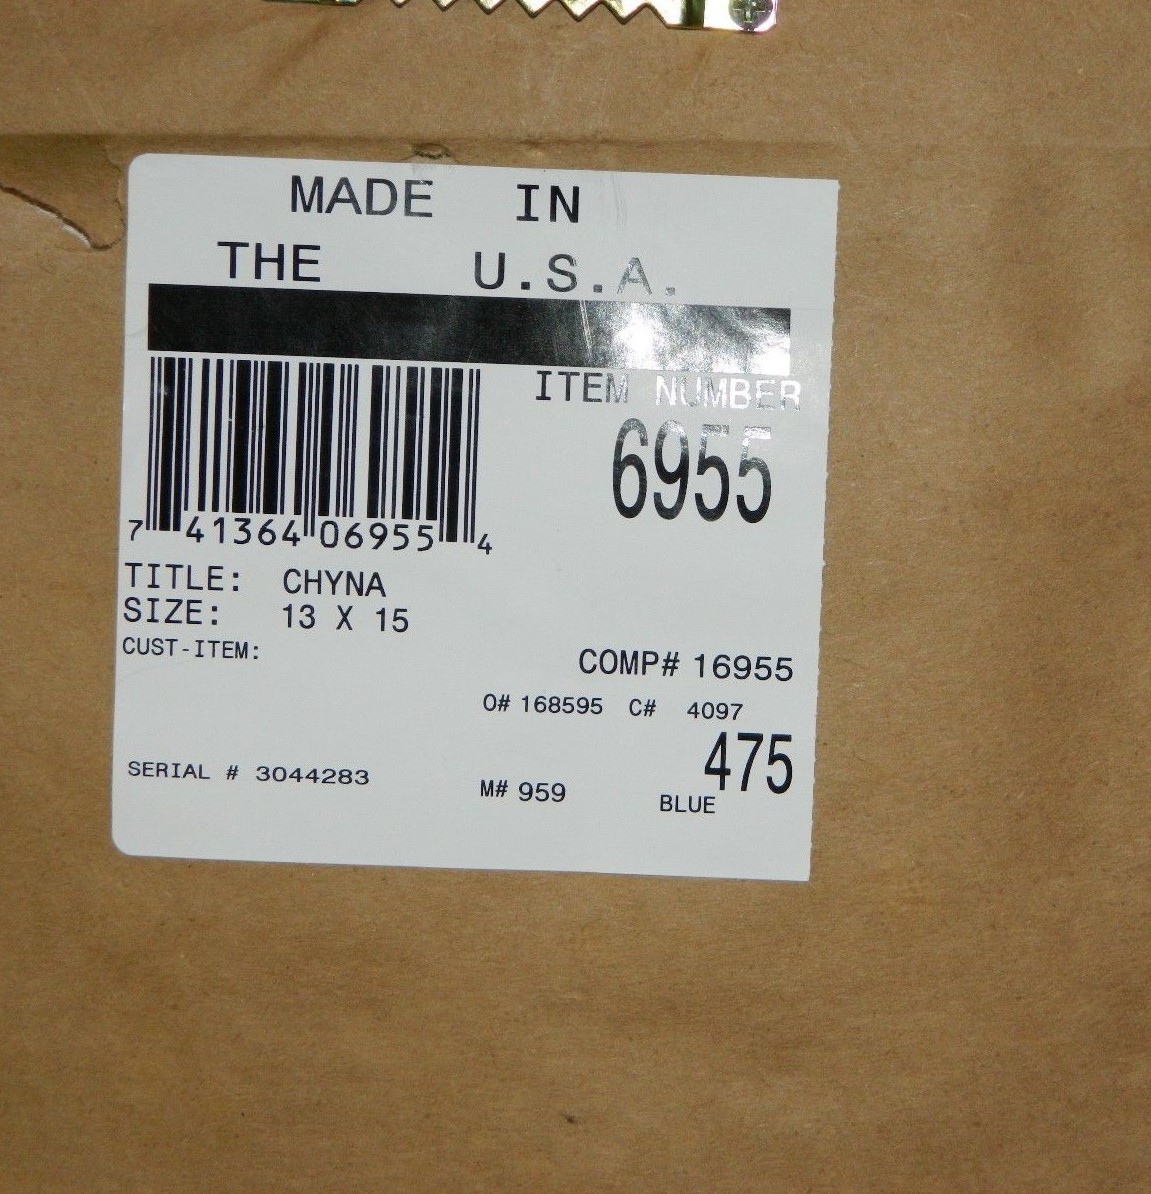 MADE IN
THE U.S.A.
ITEM NUMBER
6955
7 41364 06955 4
TITLE: CHYNA
SIZE: 13 X 15
CUST-ITEM:
COMP# 16955
O# 168595 C# 4097
475
SERIAL # 3044283 M# 959 BLUE